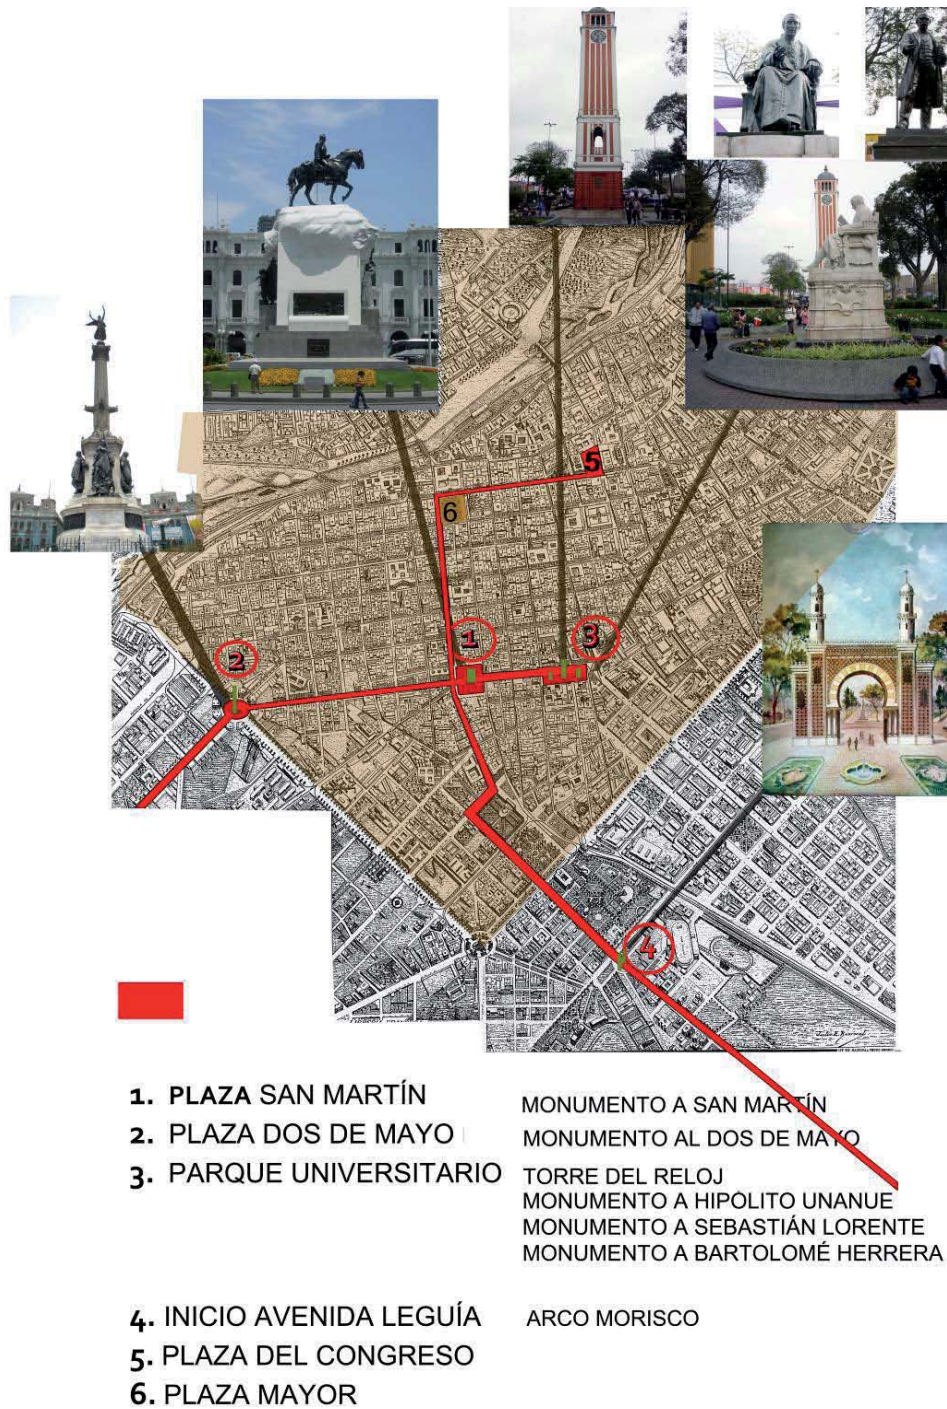 5
6
1
3
2
4
1. PLAZA SAN MARTÍN MONUMENTO A SAN MARTÍN
2. PLAZA DOS DE MAYO MONUMENTO AL DOS DE MAYO
3. PARQUE UNIVERSITARIO TORRE DEL RELOJ
MONUMENTO A HIPÓLITO UNANUE
MONUMENTO A SEBASTIÁN LORENTE
MONUMENTO A BARTOLOMÉ HERRERA
4. INICIO AVENIDA LEGUÍA ARCO MORISCO
5. PLAZA DEL CONGRESO
6. PLAZA MAYOR